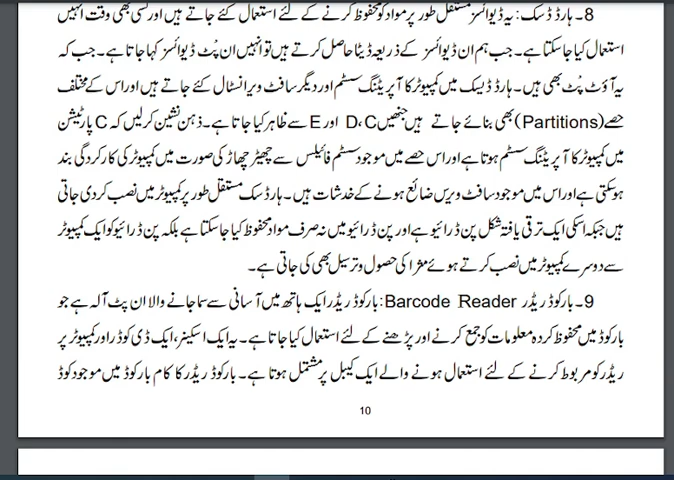 8۔ ہارڈ ڈسک: یہ ڈیوائسز مستقل طور پر مواد کو محفوظ کرنے کے لئے استعمال کئے جاتے ہیں اور کسی بھی وقت انہیں
استعمال کیا جا سکتا ہے۔ جب ہم ان ڈیوائسز کے ذریعہ ڈیٹا حاصل کرتے ہیں تو انہیں ان پُٹ ڈیوائسز کہا جاتا ہے۔ جب کہ
یہ آؤٹ پُٹ بھی ہیں۔ ہارڈ ڈیسک میں کمپیوٹر کا آپریٹنگ سسٹم اور دیگر سافٹ ویر انسٹال کئے جاتے ہیں اور اس کے مختلف
حصے (Partitions) بھی بنائے جاتے ہیں جنھیں D، C اور E سے ظاہر کیا جاتا ہے۔ ذہن نشین کرلیں کہ C پارٹیشن
میں کمپیوٹر کا آپریٹنگ سسٹم ہوتا ہے اور اس حصے میں موجود سسٹم فائیلس سے چھیڑ چھاڑ کی صورت میں کمپیوٹر کی کارکردگی بند
ہوسکتی ہے اور اس میں موجود سافٹ ویرس ضائع ہونے کے خدشات ہیں۔ ہارڈ سک مستقل طور پر کمپیوٹر میں نصب کردی جاتی
ہیں جبکہ اسکی ایک ترقی یافتہ شکل پن ڈرائیو ہے اور پن ڈرائیو میں نہ صرف مواد محفوظ کیا جاسکتا ہے بلکہ پن ڈرائیو کو ایک کمپیوٹر
سے دوسرے کمپیوٹر میں نصب کرتے ہوئے مواد کی حصول و ترسیل بھی کی جاتی ہے۔
9۔ بارکوڈ ریڈر Barcode Reader: بارکوڈ ریڈر ایک ہاتھ میں آسانی سے سما جانے والا ان پٹ آلہ ہے جو
بارکوڈ میں محفوظ کردہ معلومات کو جمع کرنے اور پڑھنے کے لئے استعمال کیا جاتا ہے۔ یہ ایک اسکینر، ایک ڈی کوڈر اور کمپیوٹر پر
ریڈر کو مربوط کرنے کے لئے استعمال ہونے والے ایک کیبل پر مشتمل ہوتا ہے۔ بارکوڈ ریڈر کا کام بارکوڈ میں موجود کوڈ
10